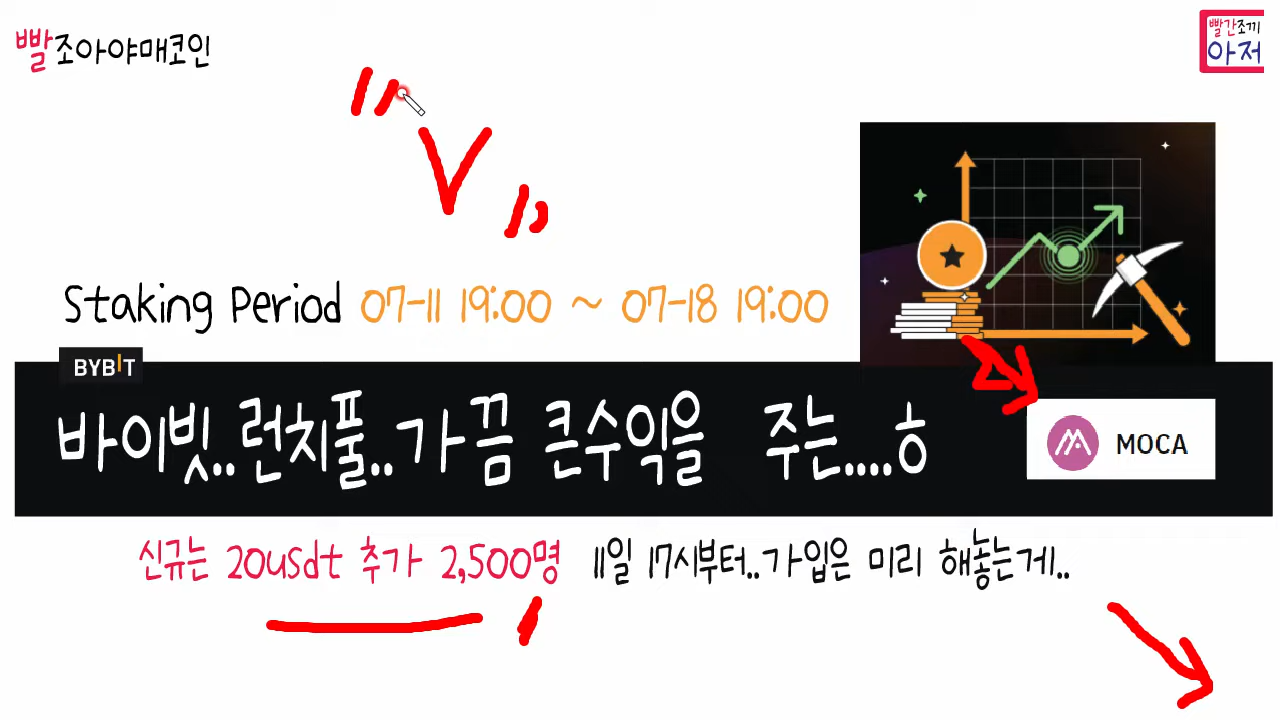 빨조아야매코인
빨간조끼
아저
Staking Period 07-11 19:00 ~ 07-18 19:00
BYBIT
바이빗..런치풀..가끔 큰수익을 주는....ㅎ
MOCA
신규는 20usdt 추가 2,500명 11일 17시부터..가입은 미리 해놓는게..